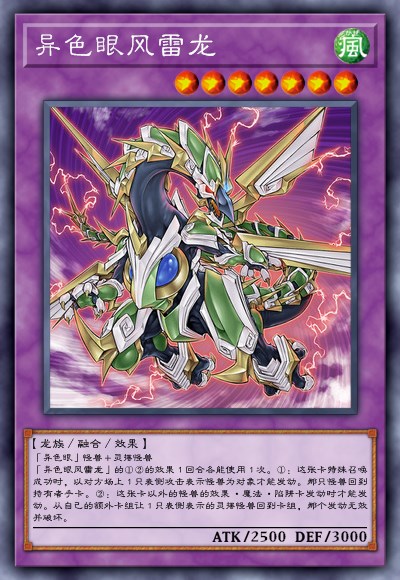 异色眼风雷龙
風
【龙族／融合／效果】
「异色眼」怪兽＋灵摆怪兽
「异色眼风雷龙」的①②的效果1回合各能使用1次。①：这张卡特殊召唤
成功时，以对方场上1只表侧攻击表示怪兽为对象才能发动。那只怪兽回到
持有者手卡。②：这张卡以外的怪兽的效果·魔法·陷阱卡发动时才能发
动。从自己的额外卡组让1只表侧表示的灵摆怪兽回到卡组，那个发动无效
并破坏。
ATK/2500 DEF/3000